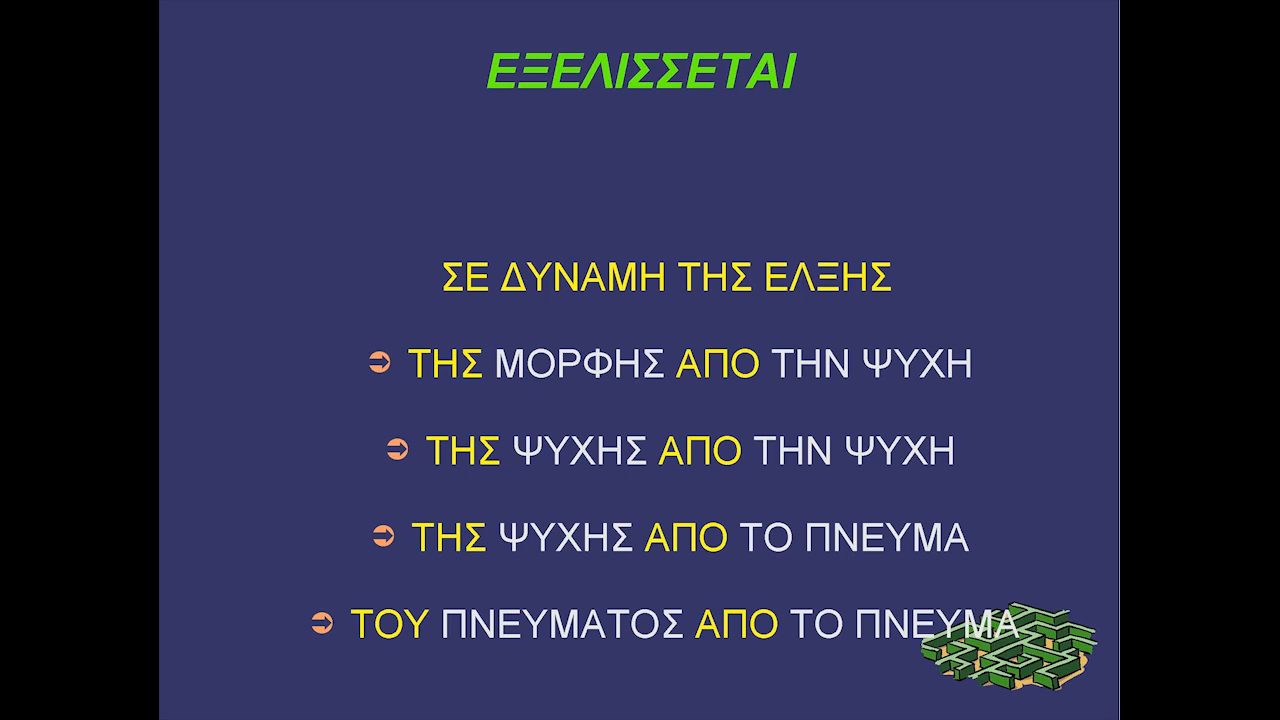 ΕΞΕΛΙΣΣΕΤΑΙ
ΣΕ ΔΥΝΑΜΗ ΤΗΣ ΕΛΞΗΣ
➲ ΤΗΣ ΜΟΡΦΗΣ ΑΠΟ ΤΗΝ ΨΥΧΗ
➲ ΤΗΣ ΨΥΧΗΣ ΑΠΟ ΤΗΝ ΨΥΧΗ
➲ ΤΗΣ ΨΥΧΗΣ ΑΠΟ ΤΟ ΠΝΕΥΜΑ
➲ ΤΟΥ ΠΝΕΥΜΑΤΟΣ ΑΠΟ ΤΟ ΠΝΕΥΜΑ